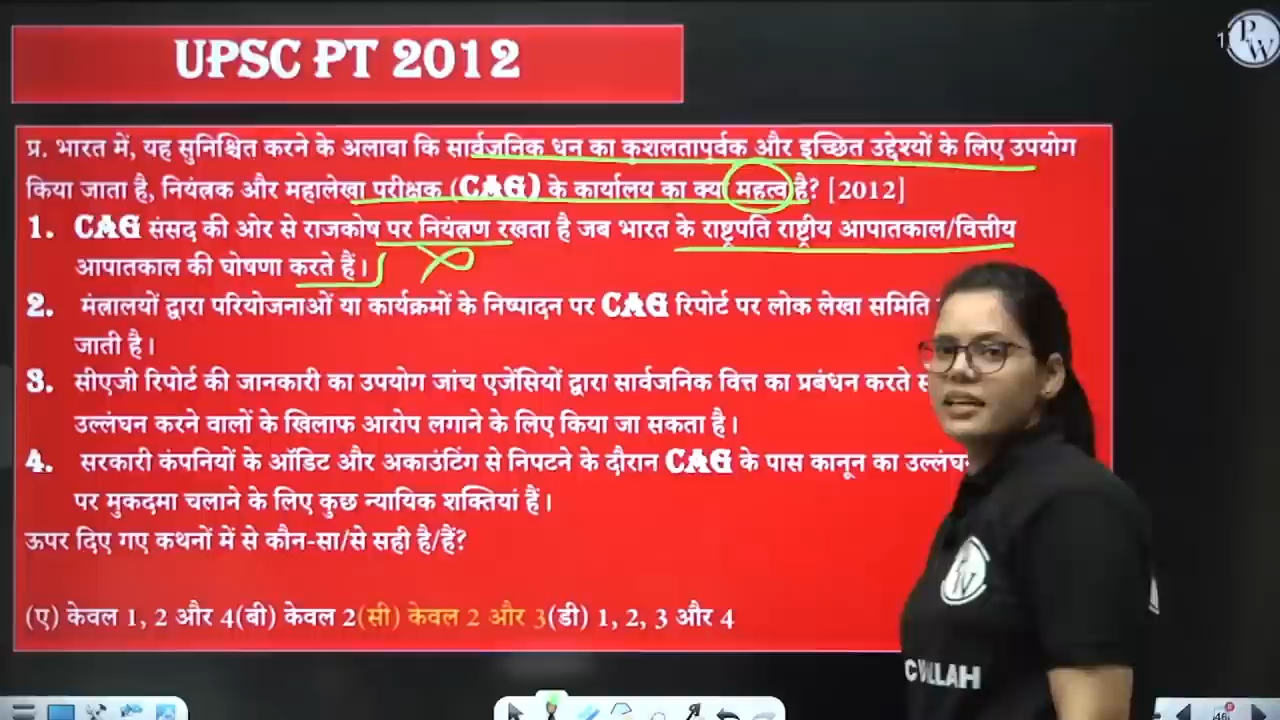 UPSC PT 2012
PW
प्र. भारत में, यह सुनिश्चित करने के अलावा कि सार्वजनिक धन का कुशलतापूर्वक और इच्छित उद्देश्यों के लिए उपयोग
किया जाता है, नियंत्रक और महालेखा परीक्षक (CAG) के कार्यालय का क्या महत्व है? [2012]
1. CAG संसद की ओर से राजकोष पर नियंत्रण रखता है जब भारत के राष्ट्रपति राष्ट्रीय आपातकाल/वित्तीय
आपातकाल की घोषणा करते हैं।
2. मंत्रालयों द्वारा परियोजनाओं या कार्यक्रमों के निष्पादन पर CAG रिपोर्ट पर लोक लेखा समिति
जाती है।
3. सीएजी रिपोर्ट की जानकारी का उपयोग जांच एजेंसियों द्वारा सार्वजनिक वित्त का प्रबंधन करते
उल्लंघन करने वालों के खिलाफ आरोप लगाने के लिए किया जा सकता है।
4. सरकारी कंपनियों के ऑडिट और अकाउंटिंग से निपटने के दौरान CAG के पास कानून का
पर मुकदमा चलाने के लिए कुछ न्यायिक शक्तियां हैं।
ऊपर दिए गए कथनों में से कौन-सा/से सही है/हैं?
(ए) केवल 1, 2 और 4(बी) केवल 2(सी) केवल 2 और 3(डी) 1, 2, 3 और 4